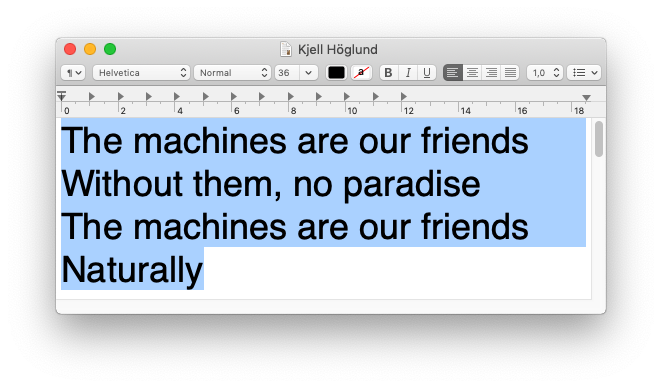 Kjell Höglund
¶ Helvetica Normal 36 a B I U 1,0
0 2 4 6 8 10 12 14 16 18
The machines are our friends
Without them, no paradise
The machines are our friends
Naturally